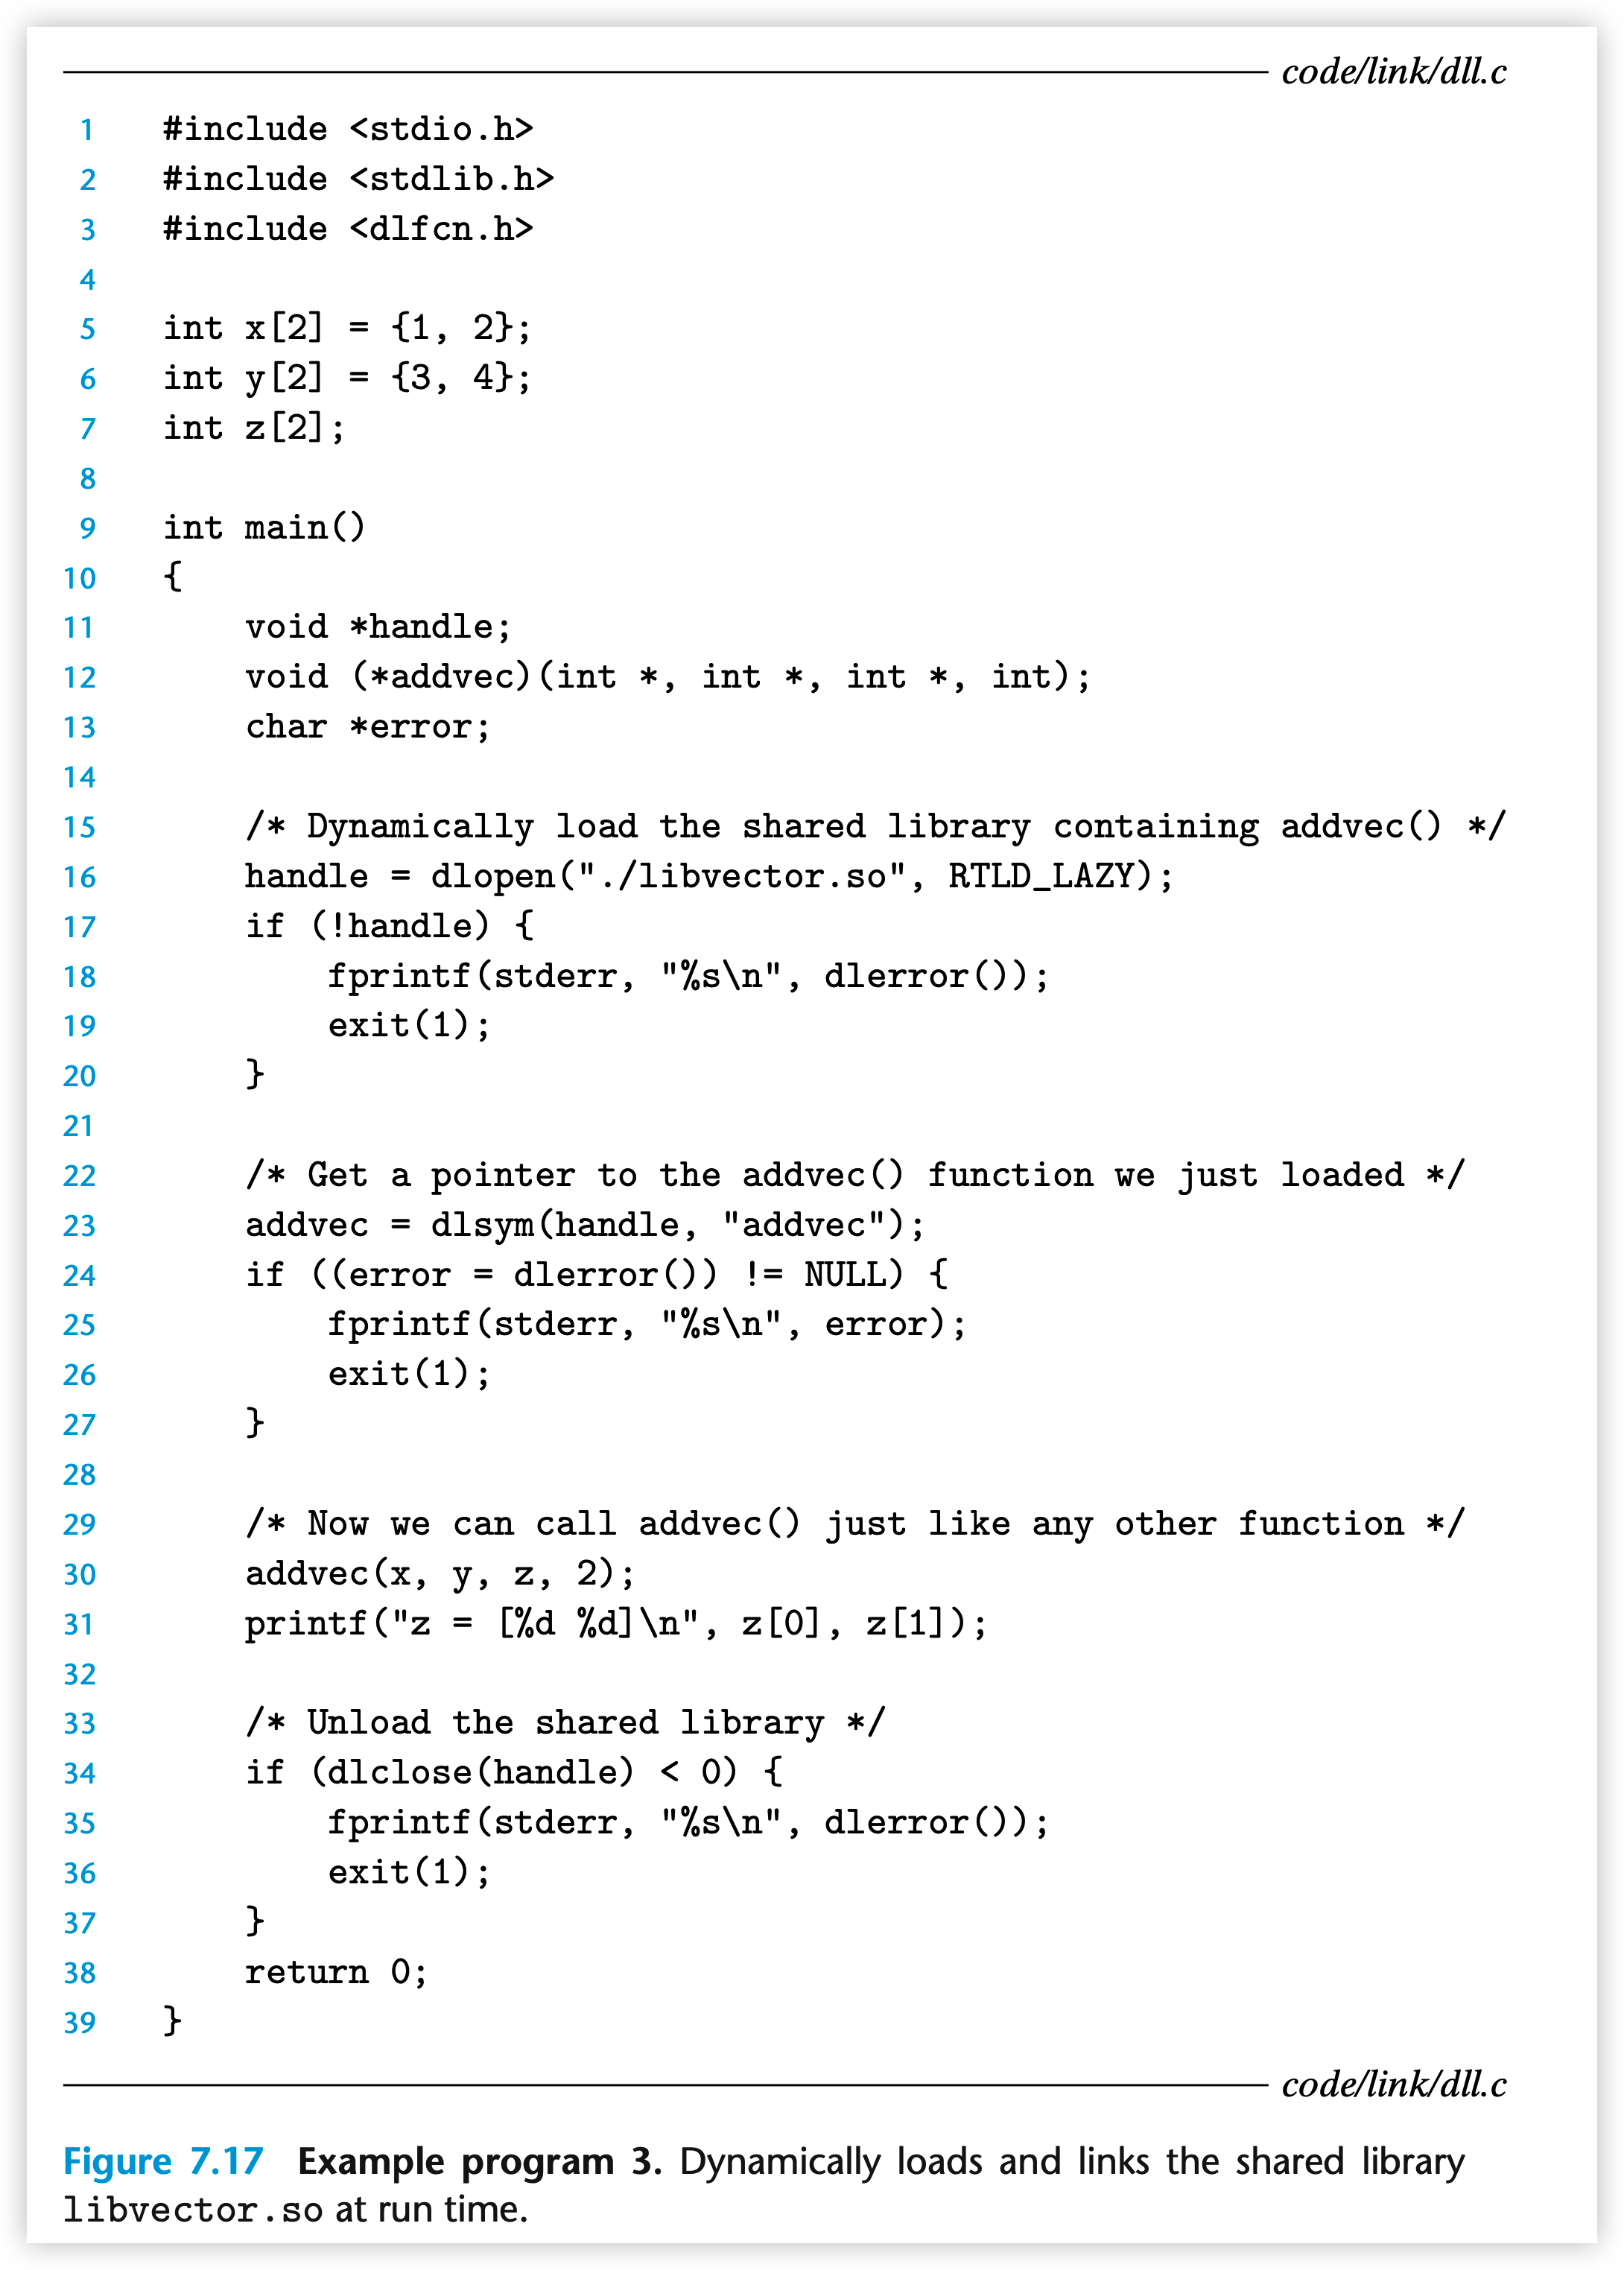 code/link/dll.c
1 #include <stdio.h>
2 #include <stdlib.h>
3 #include <dlfcn.h>
4
5 int x[2] = {1, 2};
6 int y[2] = {3, 4};
7 int z[2];
8
9 int main()
10 {
11     void *handle;
12     void (*addvec)(int *, int *, int *, int);
13     char *error;
14
15     /* Dynamically load the shared library containing addvec() */
16     handle = dlopen("./libvector.so", RTLD_LAZY);
17     if (!handle) {
18         fprintf(stderr, "%s\n", dlerror());
19         exit(1);
20     }
21
22     /* Get a pointer to the addvec() function we just loaded */
23     addvec = dlsym(handle, "addvec");
24     if ((error = dlerror()) != NULL) {
25         fprintf(stderr, "%s\n", error);
26         exit(1);
27     }
28
29     /* Now we can call addvec() just like any other function */
30     addvec(x, y, z, 2);
31     printf("z = [%d %d]\n", z[0], z[1]);
32
33     /* Unload the shared library */
34     if (dlclose(handle) < 0) {
35         fprintf(stderr, "%s\n", dlerror());
36         exit(1);
37     }
38     return 0;
39 }
code/link/dll.c
Figure 7.17 Example program 3. Dynamically loads and links the shared library
libvector.so at run time.